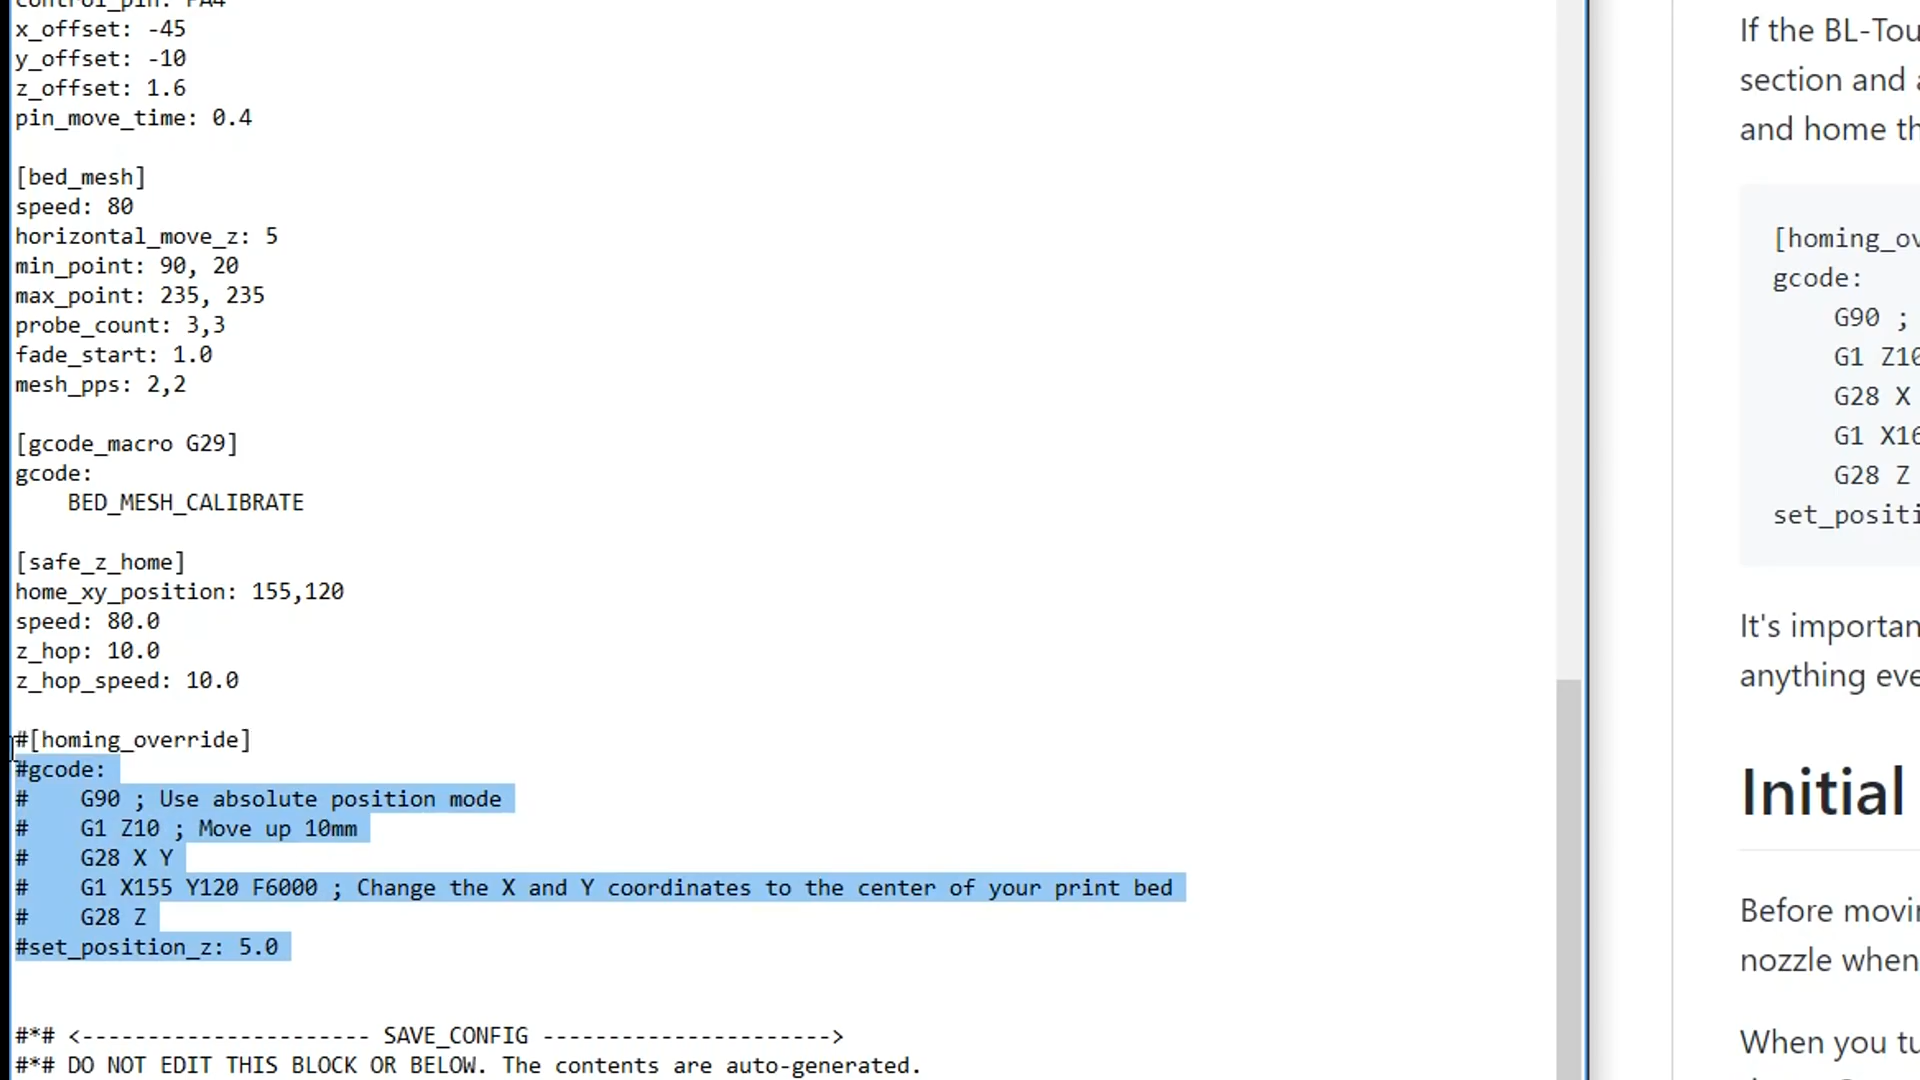 control_pin: PA4
x_offset: -45
y_offset: -10
z_offset: 1.6
pin_move_time: 0.4
[bed_mesh]
speed: 80
horizontal_move_z: 5
min_point: 90, 20
max_point: 235, 235
probe_count: 3,3
fade_start: 1.0
mesh_pps: 2,2
[gcode_macro G29]
gcode:
    BED_MESH_CALIBRATE
[safe_z_home]
home_xy_position: 155,120
speed: 80.0
z_hop: 10.0
z_hop_speed: 10.0
#[homing_override]
#gcode:
#    G90 ; Use absolute position mode
#    G1 Z10 ; Move up 10mm
#    G28 X Y
#    G1 X155 Y120 F6000 ; Change the X and Y coordinates to the center of your print bed
#    G28 Z
#set_position_z: 5.0
#*# <---------------------- SAVE_CONFIG ---------------------->
#*# DO NOT EDIT THIS BLOCK OR BELOW. The contents are auto-generated.
If the BL-Tou
section and a
and home th
[homing_ov
gcode:
    G90 ;
    G1 Z10
    G28 X
    G1 X16
    G28 Z
set_positi
It's importan
anything eve
Initial
Before movin
nozzle when
When you tu